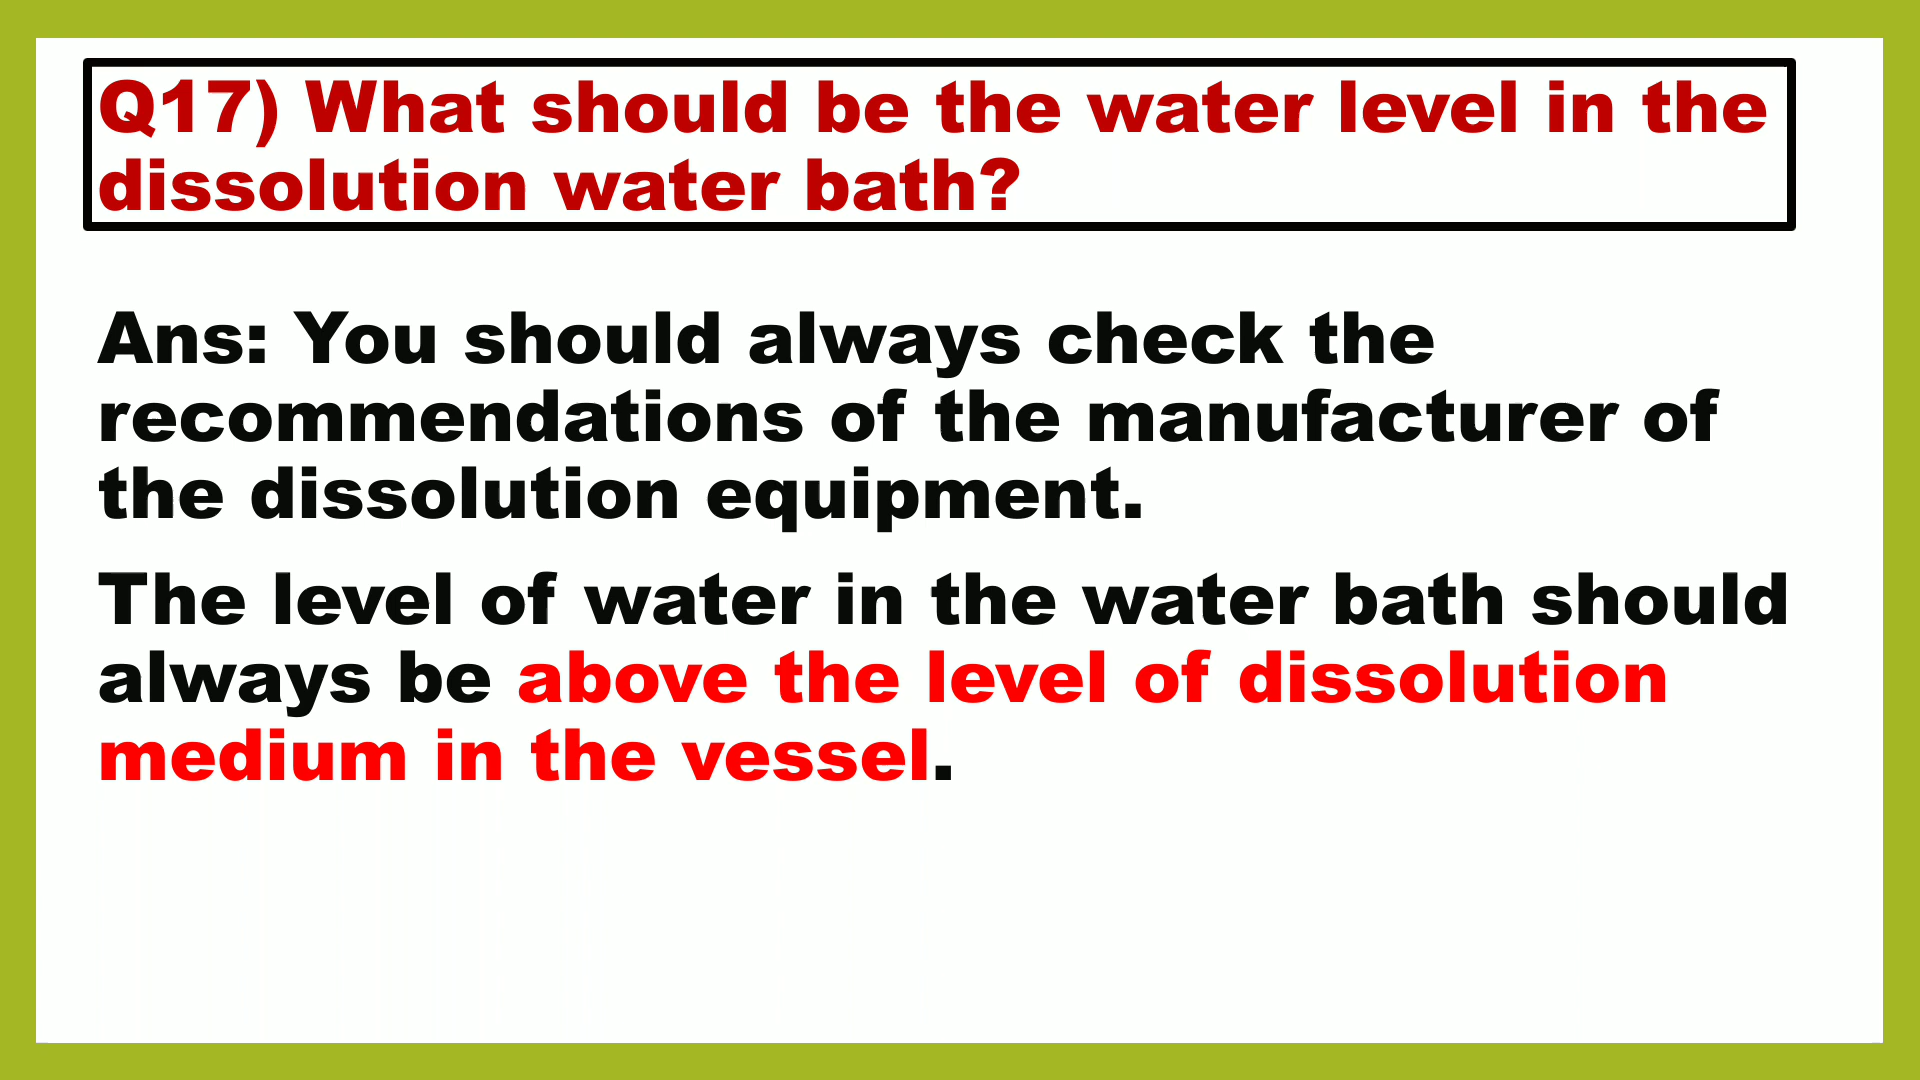 Q17) What should be the water level in the
dissolution water bath?
Ans: You should always check the
recommendations of the manufacturer of
the dissolution equipment.
The level of water in the water bath should
always be above the level of dissolution
medium in the vessel.